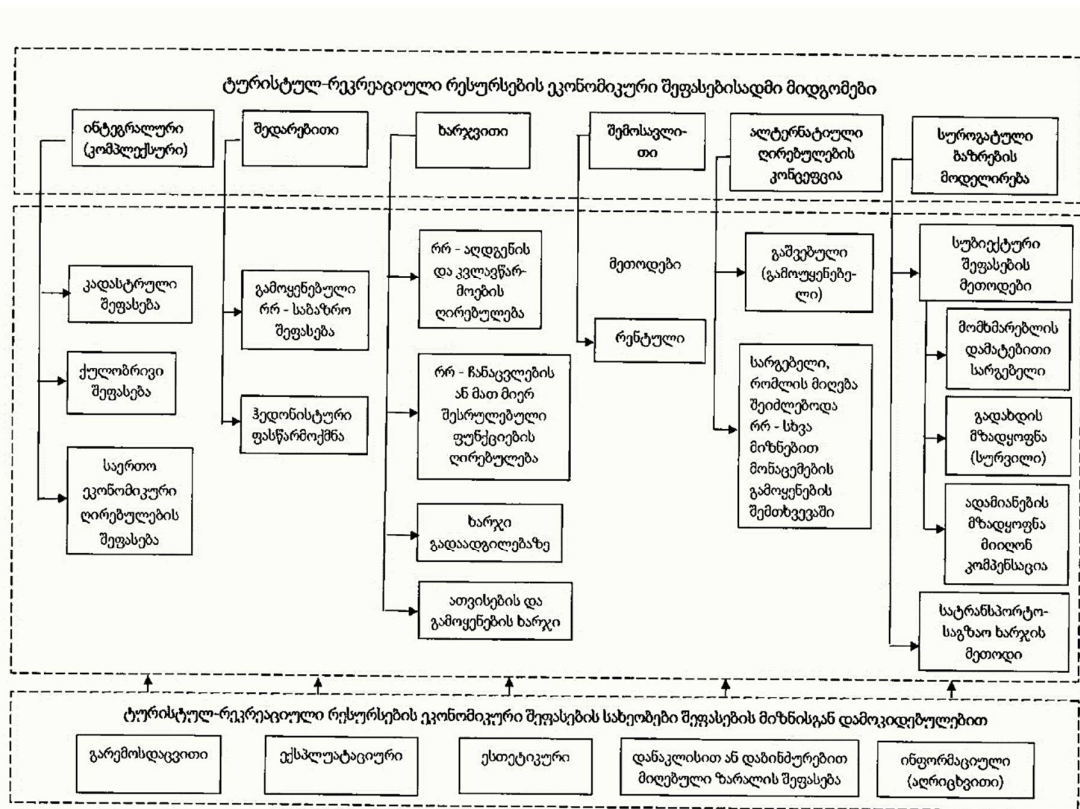 ტურისტულ-რეკრეაციული რესურსების ეკონომიკური შეფასებისადმი მიდგომები
ინტეგრალური
(კომპლექსური)
შედარებითი
ხარჯვითი
შემოსავლი-
თი
ალტერნატიული
ღირებულების
კონცეფცია
სუროგატული
ბაზრების
მოდელირება
კადასტრული
შეფასება
ქულობრივი
შეფასება
საერთო
ეკონომიკური
ღირებულების
შეფასება
გამოყენებული
რრ - საბაზრო
შეფასება
ჰედონისტური
ფასწარმოქმნა
რრ - აღდგენის
და კვლავწარ-
მოების
ღირებულება
რრ - ჩანაცვლების
ან მათ მიერ
შესრულებული
ფუნქციების
ღირებულება
ხარჯი
გადაადგილებაზე
ათვისების და
გამოყენების ხარჯი
მეთოდები
რენტული
გაშვებული
(გამოუყენებე-
ლი)
სარგებელი,
რომლის მიღება
შეიძლებოდა
რრ - სხვა
მიზნებით
მონაცემების
გამოყენების
შემთხვევაში
სუბიექტური
შეფასების
მეთოდები
მომხმარებლის
დამატებითი
სარგებელი
გადახდის
მზადყოფნა
(სურვილი)
ადამიანების
მზადყოფნა
მიიღონ
კომპენსაცია
სატრანსპორტო-
საგზაო ხარჯის
მეთოდი
ტურისტულ-რეკრეაციული რესურსების ეკონომიკური შეფასების სახეობები შეფასების მიზნისგან დამოკიდებულებით
გარემოსდაცვითი
ექსპლუატაციური
ესთეტიკური
დანაკლისით ან დაბინძურებით
მიღებული ზარალის შეფასება
ინფორმაციული
(აღრიცხვითი)